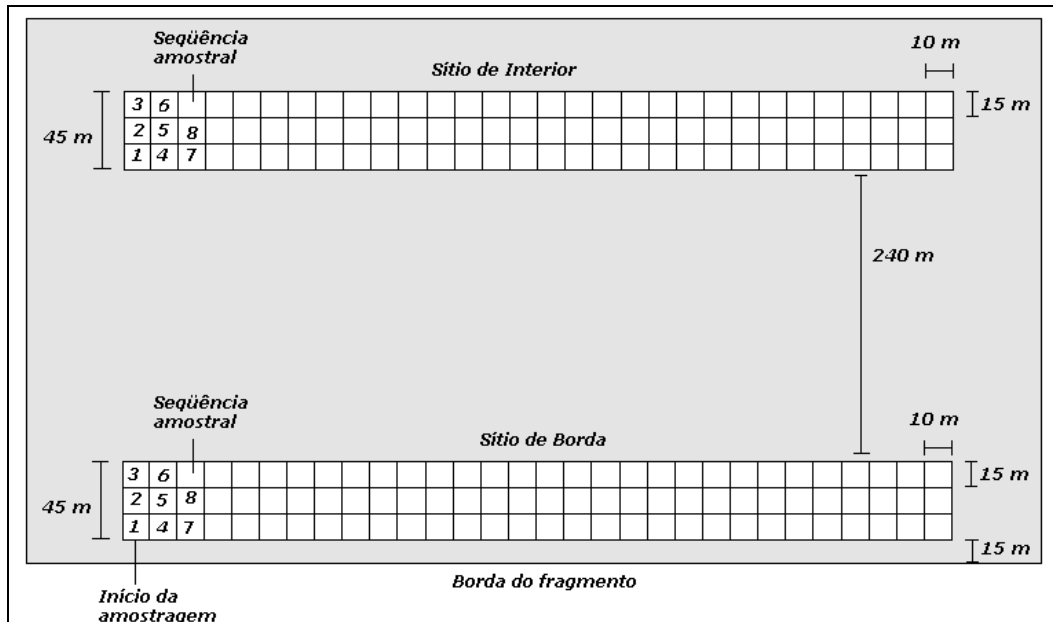 Seqüência
amostral
Sítio de Interior
10 m
3 6
2 5 8
1 4 7
45 m
15 m
240 m
Seqüência
amostral
Sítio de Borda
10 m
3 6
2 5 8
1 4 7
45 m
15 m
15 m
Borda do fragmento
Início da
amostragem